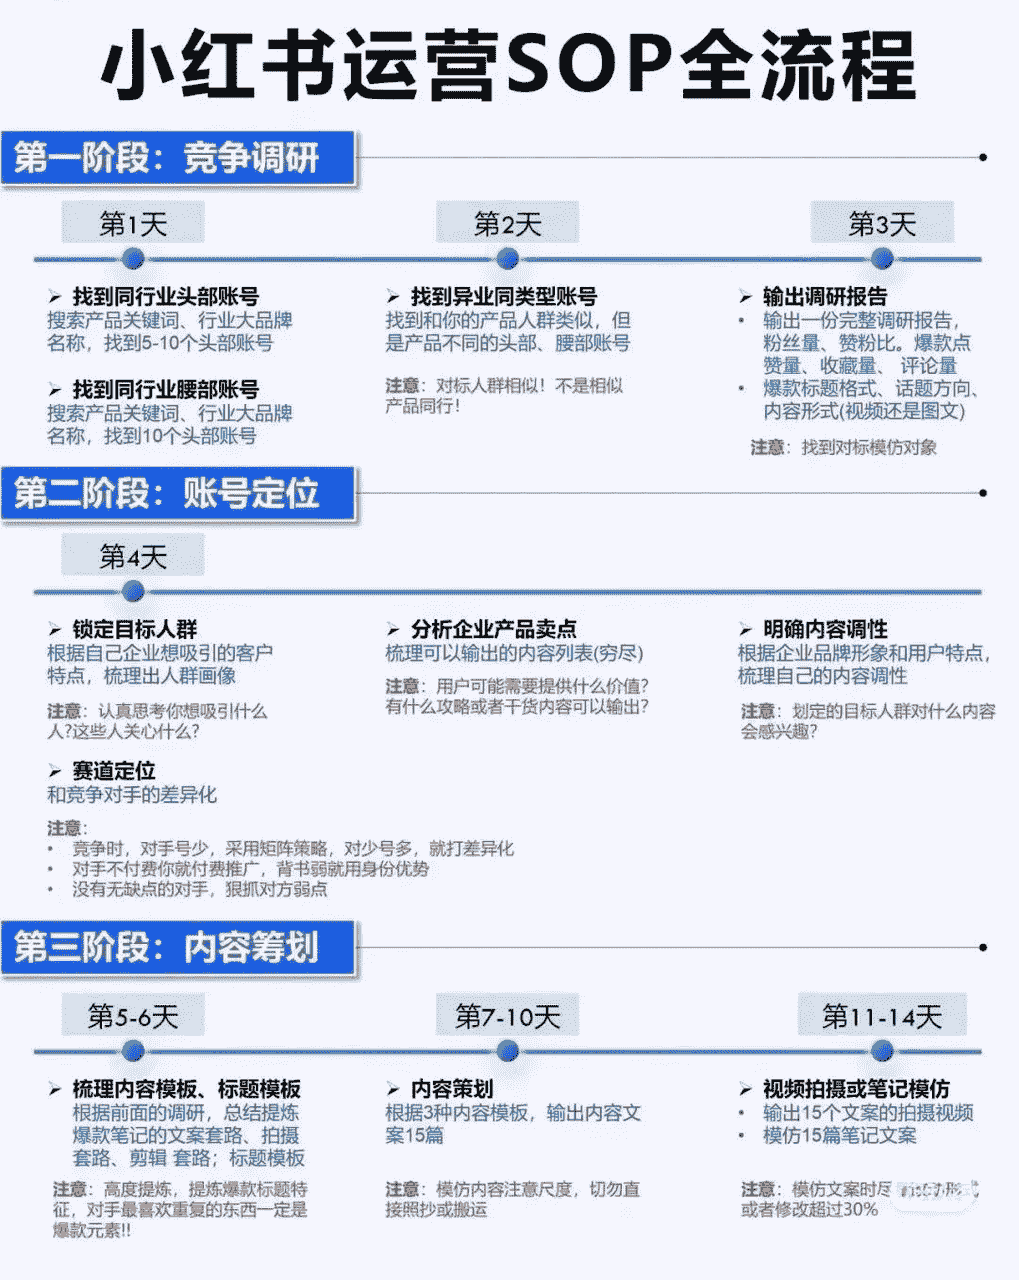 小红书运营SOP全流程
第一阶段：竞争调研
第1天
第2天
第3天
➢ 找到同行业头部账号
搜索产品关键词、行业大品牌
名称，找到5-10个头部账号
➢ 找到同行业腰部账号
搜索产品关键词、行业大品牌
名称，找到10个头部账号
➢ 找到异业同类型账号
找到和你的产品人群类似，但
是产品不同的头部、腰部账号
注意：对标人群相似！不是相似
产品同行！
➢ 输出调研报告
• 输出一份完整调研报告，
粉丝量、赞粉比。爆款点
赞量、收藏量、 评论量
• 爆款标题格式、话题方向、
内容形式(视频还是图文)
注意：找到对标模仿对象
第二阶段：账号定位
第4天
➢ 锁定目标人群
根据自己企业想吸引的客户
特点，梳理出人群画像
注意：认真思考你想吸引什么
人?这些人关心什么?
➢ 分析企业产品卖点
梳理可以输出的内容列表(穷尽)
注意：用户可能需要提供什么价值?
有什么攻略或者干货内容可以输出?
➢ 明确内容调性
根据企业品牌形象和用户特点，
梳理自己的内容调性
注意：划定的目标人群对什么内容
会感兴趣?
➢ 赛道定位
和竞争对手的差异化
注意：
• 竞争时，对手号少，采用矩阵策略，对少号多，就打差异化
• 对手不付费你就付费推广，背书弱就用身份优势
• 没有无缺点的对手，狠抓对方弱点
第三阶段：内容筹划
第5-6天
第7-10天
第11-14天
➢ 梳理内容模板、标题模板
根据前面的调研，总结提炼
爆款笔记的文案套路、拍摄
套路、剪辑 套路；标题模板
注意：高度提炼，提炼爆款标题特
征，对手最喜欢重复的东西一定是
爆款元素!!
➢ 内容策划
根据3种内容模板，输出内容文
案15篇
注意：模仿内容注意尺度，切勿直
接照抄或搬运
➢ 视频拍摄或笔记模仿
• 输出15个文案的拍摄视频
• 模仿15篇笔记文案
注意：模仿文案时尽
或者修改超过30%